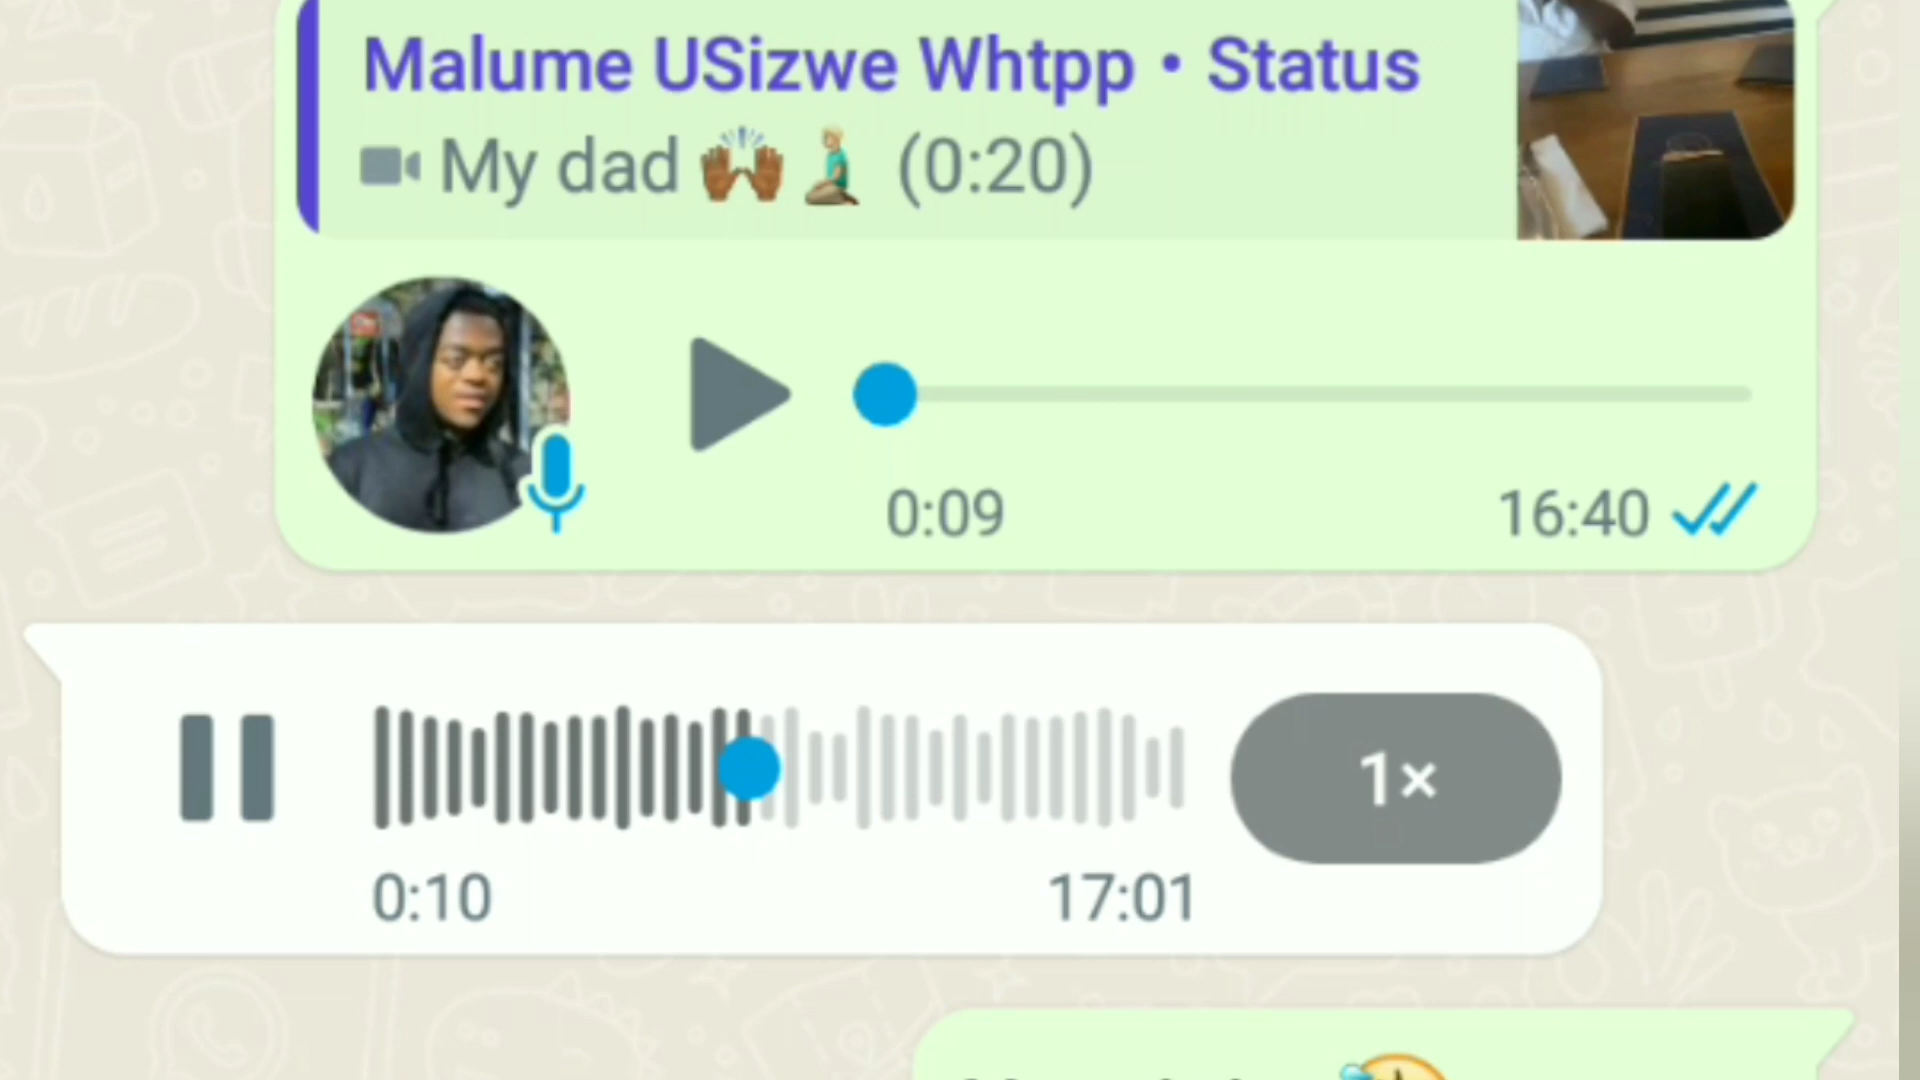 Malume USizwe Whtpp • Status
My dad 🙌🏾🧎🏼 (0:20)
0:09
16:40
1×
0:10
17:01